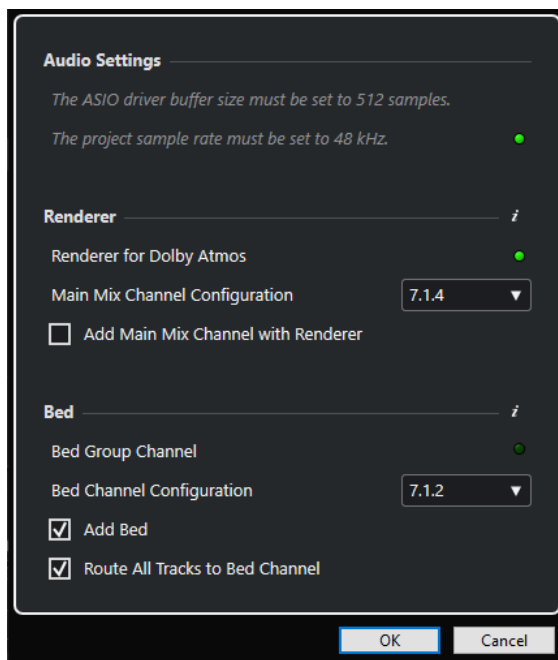 Audio Settings
The ASIO driver buffer size must be set to 512 samples.
The project sample rate must be set to 48 kHz.
Renderer i
Renderer for Dolby Atmos
Main Mix Channel Configuration 7.1.4
Add Main Mix Channel with Renderer
Bed i
Bed Group Channel
Bed Channel Configuration 7.1.2
Add Bed
Route All Tracks to Bed Channel
OK Cancel